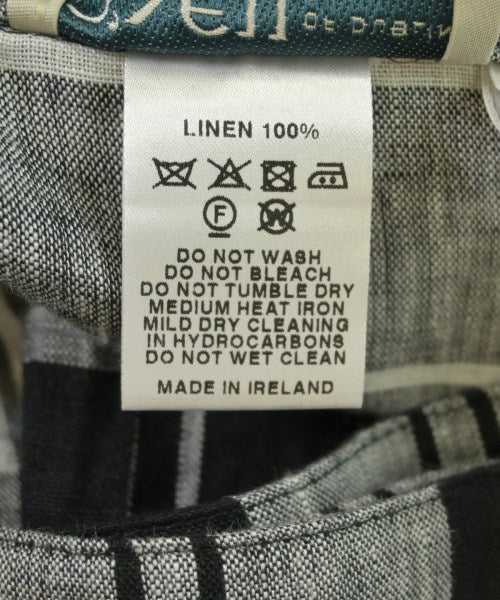 LINEN 100%
F W
DO NOT WASH
DO NOT BLEACH
DO NOT TUMBLE DRY
MEDIUM HEAT IRON
MILD DRY CLEANING
IN HYDROCARBONS
DO NOT WET CLEAN
MADE IN IRELAND